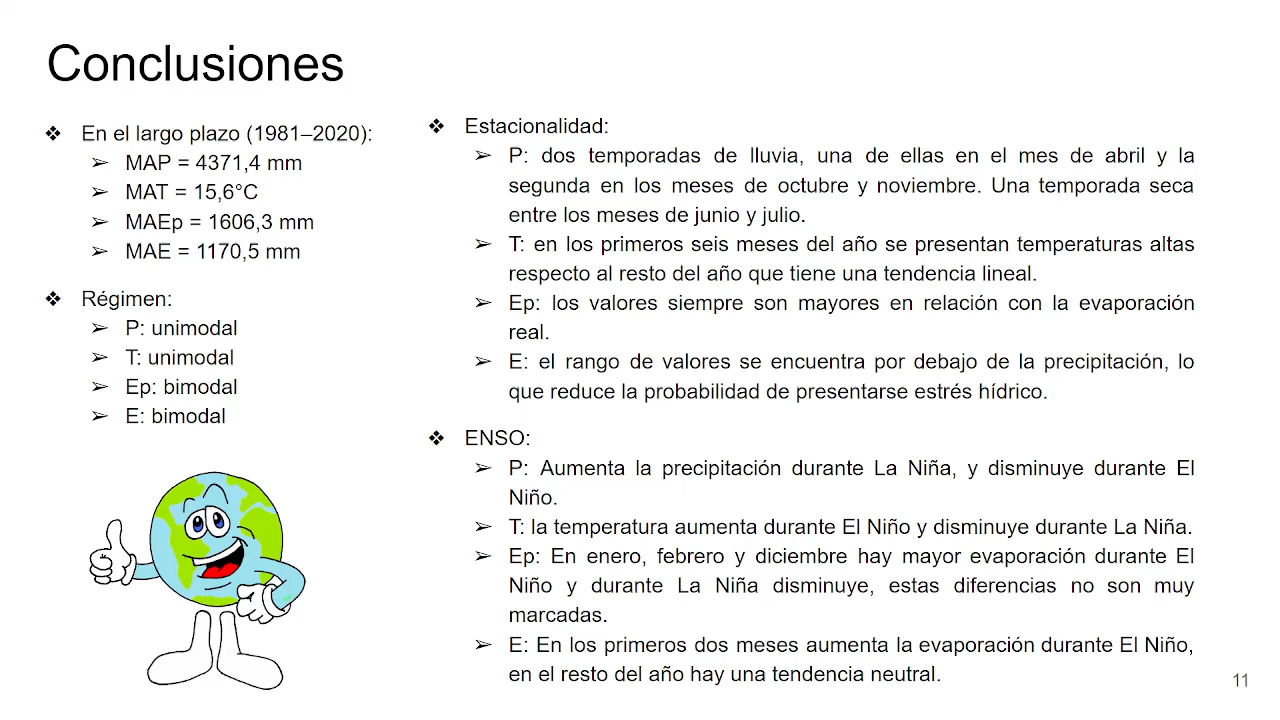 Conclusiones
❖ En el largo plazo (1981–2020):
➢ MAP = 4371,4 mm
➢ MAT = 15,6°C
➢ MAEp = 1606,3 mm
➢ MAE = 1170,5 mm
❖ Régimen:
➢ P: unimodal
➢ T: unimodal
➢ Ep: bimodal
➢ E: bimodal
❖ Estacionalidad:
➢ P: dos temporadas de lluvia, una de ellas en el mes de abril y la
segunda en los meses de octubre y noviembre. Una temporada seca
entre los meses de junio y julio.
➢ T: en los primeros seis meses del año se presentan temperaturas altas
respecto al resto del año que tiene una tendencia lineal.
➢ Ep: los valores siempre son mayores en relación con la evaporación
real.
➢ E: el rango de valores se encuentra por debajo de la precipitación, lo
que reduce la probabilidad de presentarse estrés hídrico.
❖ ENSO:
➢ P: Aumenta la precipitación durante La Niña, y disminuye durante El
Niño.
➢ T: la temperatura aumenta durante El Niño y disminuye durante La Niña.
➢ Ep: En enero, febrero y diciembre hay mayor evaporación durante El
Niño y durante La Niña disminuye, estas diferencias no son muy
marcadas.
➢ E: En los primeros dos meses aumenta la evaporación durante El Niño,
en el resto del año hay una tendencia neutral.
11